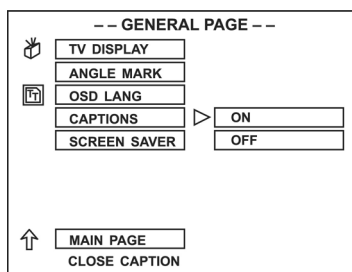 -- GENERAL PAGE --
TV DISPLAY
ANGLE MARK
OSD LANG
CAPTIONS ON
SCREEN SAVER OFF
MAIN PAGE
CLOSE CAPTION